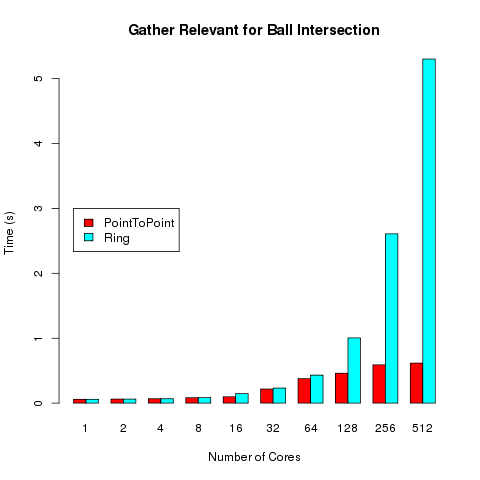 Gather Relevant for Ball Intersection
Time (s)
5
4
3
2
1
0
PointToPoint
Ring
1 2 4 8 16 32 64 128 256 512
Number of Cores